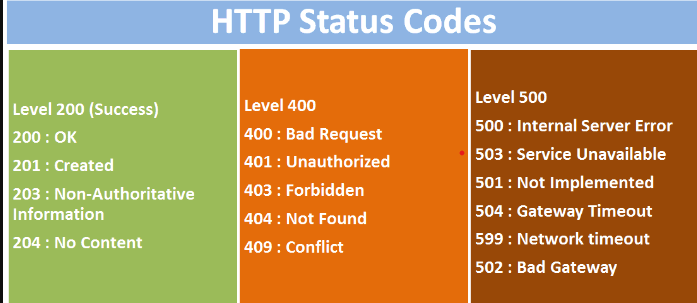 HTTP Status Codes
Level 200 (Success)
200 : OK
201 : Created
203 : Non-Authoritative
Information
204 : No Content
Level 400
400 : Bad Request
401 : Unauthorized
403 : Forbidden
404 : Not Found
409 : Conflict
Level 500
500 : Internal Server Error
503 : Service Unavailable
501 : Not Implemented
504 : Gateway Timeout
599 : Network timeout
502 : Bad Gateway